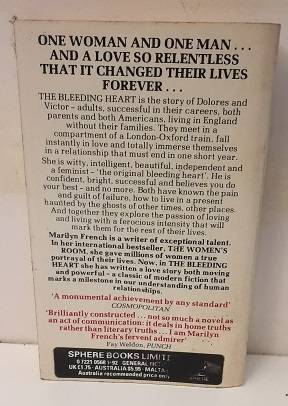 ONE WOMAN AND ONE MAN . . .
AND A LOVE SO RELENTLESS
THAT IT CHANGED THEIR LIVES
FOREVER . . .
THE BLEEDING HEART is the story of Dolores and
Victor – adults, successful in their careers, both
parents and both Americans, living in England
without their families. They meet in a
compartment of a London-Oxford train, fall
instantly in love and totally immerse themselves
in a relationship that must end in one short year.
She is witty, intelligent, beautiful, independent and
a feminist – 'the original bleeding heart'. He is
confident, bright, successful and believes you do
your best – and no more. Both have known the pain
and guilt of failure, how to live in a present
haunted by the ghosts of other times, other places.
And together they explore the passion of loving
and living with a ferocious intensity that will
mark them for the rest of their lives.
Marilyn French is a writer of exceptional talent.
In her international bestseller, THE WOMEN'S
ROOM, she gave millions of women a true
portrayal of their lives. Now, in THE BLEEDING
HEART she has written a love story both moving
and powerful – a classic of modern fiction that
marks a milestone in our understanding of human
relationships.
'A monumental achievement by any standard'
COSMOPOLITAN
'Brilliantly constructed . . . not so much a novel as
an act of communication: it deals in home truths
rather than literary truths . . . I am Marilyn
French's fervent admirer'
Fay Weldon, PUNCH
SPHERE BOOKS LIMITE
GENERAL
UK £1.75 · AUSTRALIA $5.95 · MALTA
Australia recommended price only